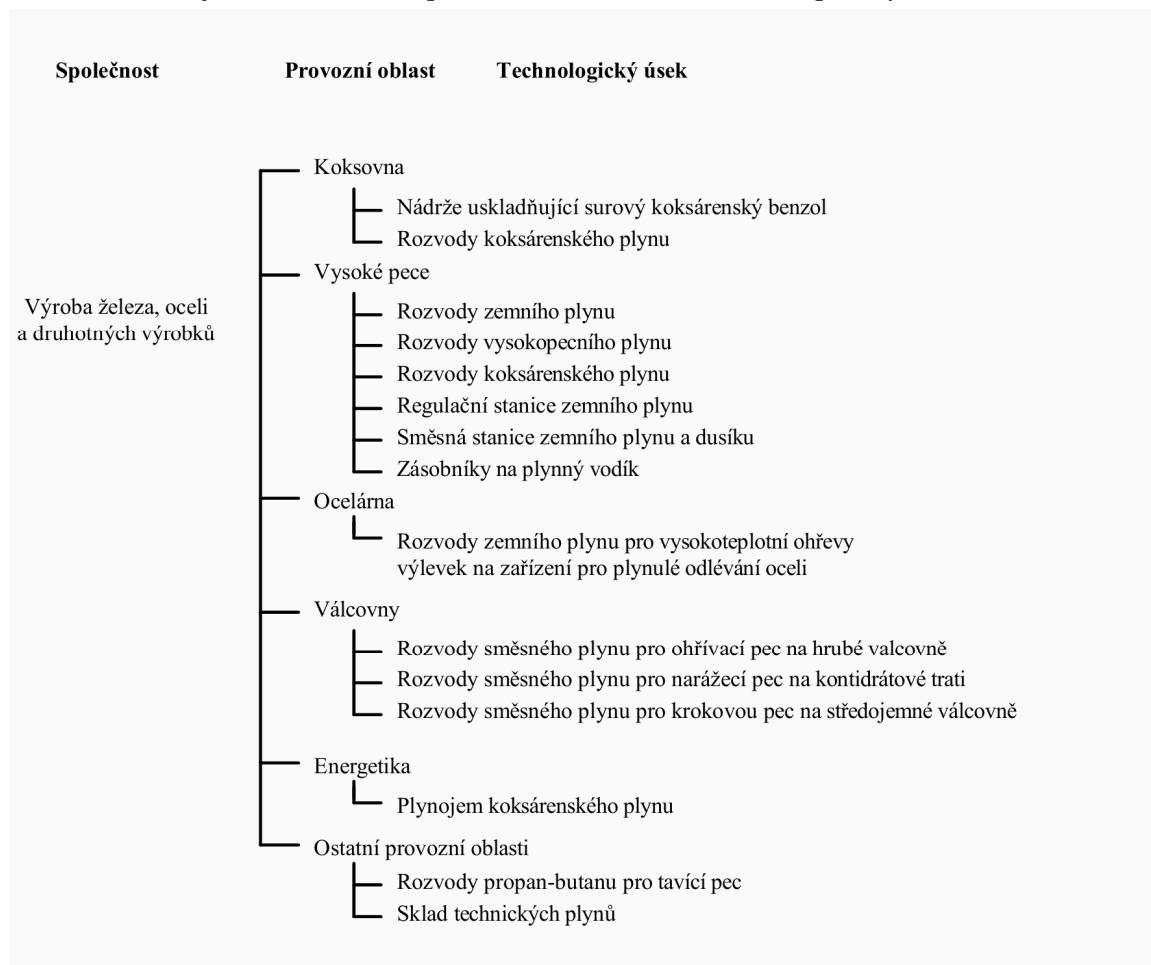 Společnost Provozní oblast Technologický úsek
Koksovna
Nádrže uskladňující surový koksárenský benzol
Rozvody koksárenského plynu
Vysoké pece
Výroba železa, oceli
a druhotných výrobků
Rozvody zemního plynu
Rozvody vysokopecního plynu
Rozvody koksárenského plynu
Regulační stanice zemního plynu
Směsná stanice zemního plynu a dusíku
Zásobníky na plynný vodík
Ocelárna
Rozvody zemního plynu pro vysokoteplotní ohřevy
výlevek na zařízení pro plynulé odlévání oceli
Válcovny
Rozvody směsného plynu pro ohřívací pec na hrubé valcovně
Rozvody směsného plynu pro narážecí pec na kontidrátové trati
Rozvody směsného plynu pro krokovou pec na středojemné válcovně
Energetika
Plynojem koksárenského plynu
Ostatní provozní oblasti
Rozvody propan-butanu pro tavící pec
Sklad technických plynů